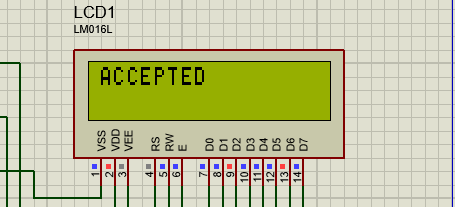 LCD1
LM016L
ACCEPTED
VSS VDD VEE RS RW E D0 D1 D2 D3 D4 D5 D6 D7
1 2 3 4 5 6 7 8 9 10 11 12 13 14